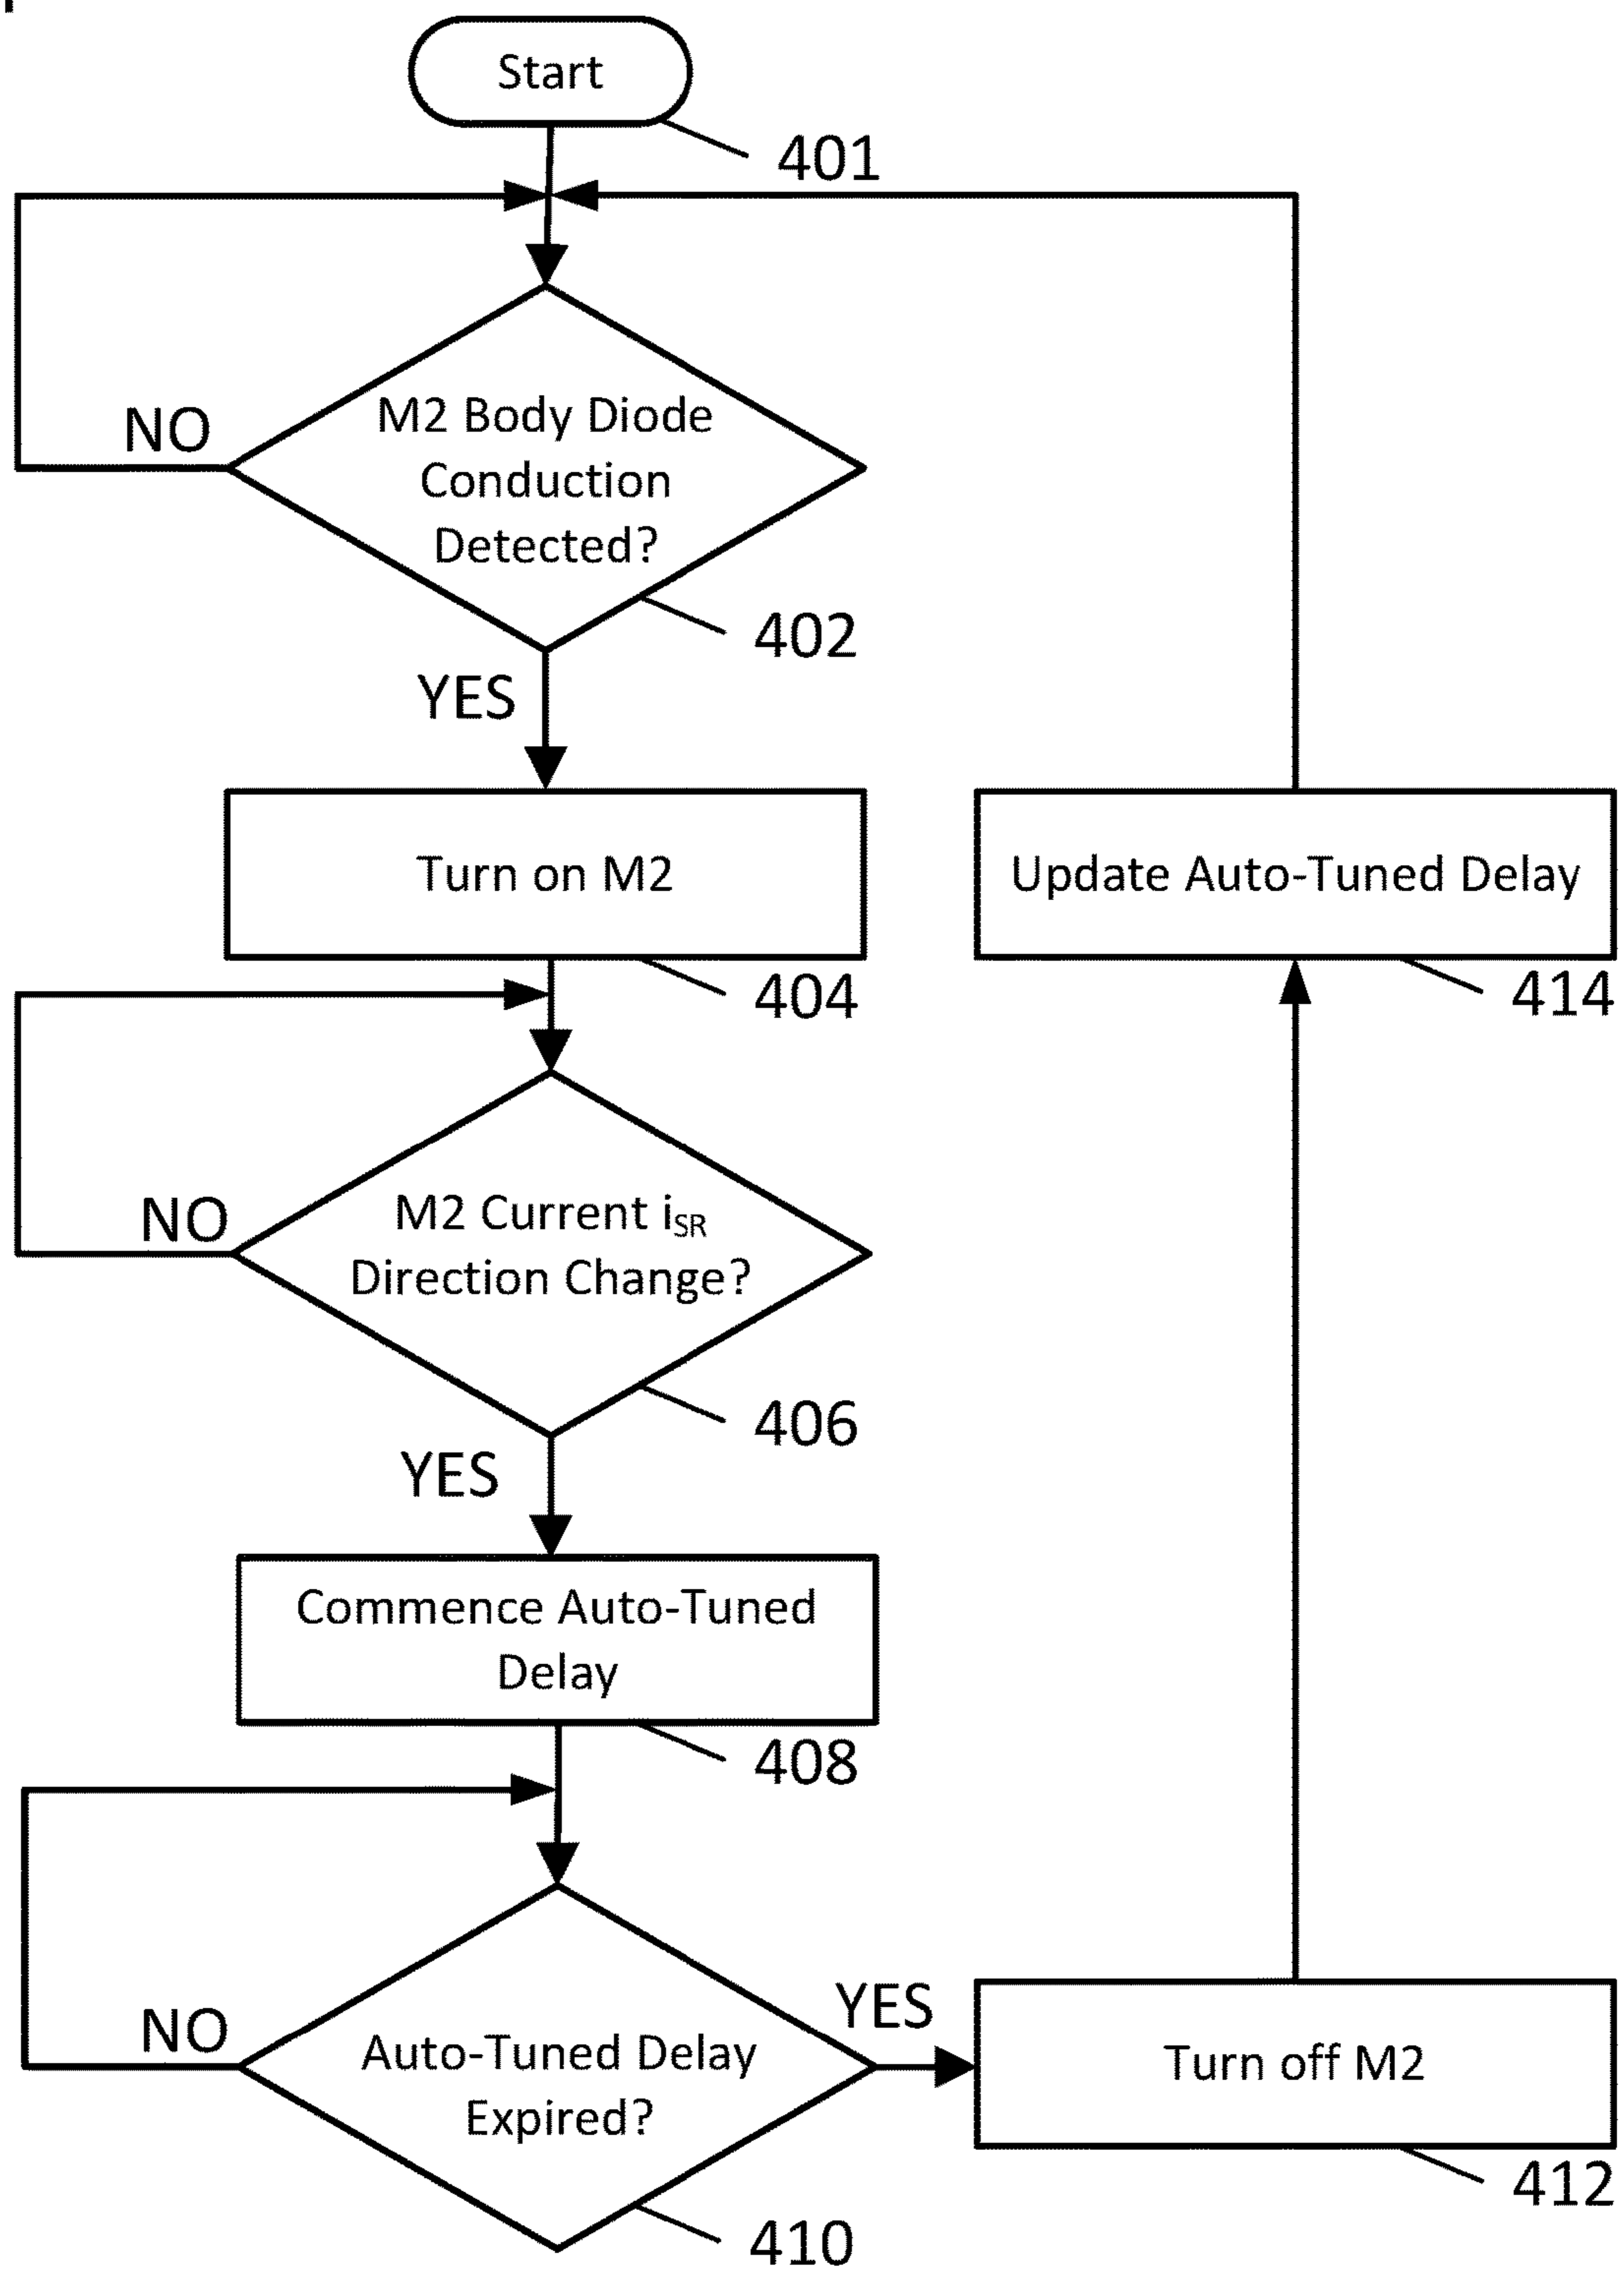 Start
401
M2 Body Diode
Conduction
Detected?
NO
402
YES
Turn on M2
404
Update Auto-Tuned Delay
414
M2 Current iSR
Direction Change?
NO
406
YES
Commence Auto-Tuned
Delay
408
Auto-Tuned Delay
Expired?
NO
YES
410
Turn off M2
412